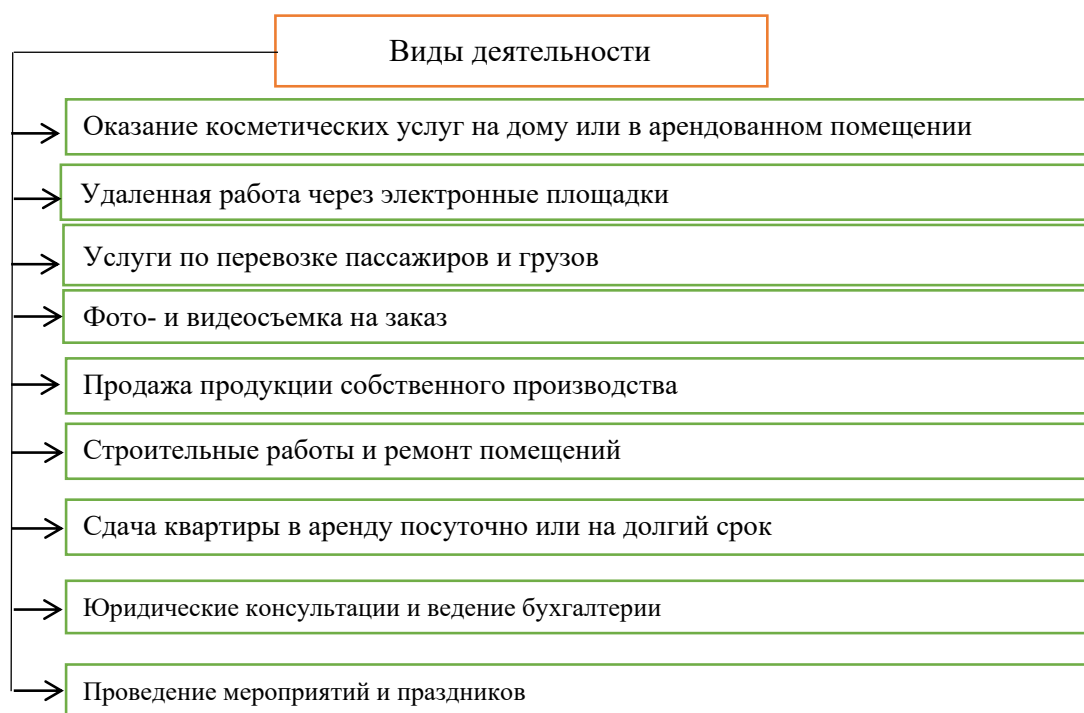 Виды деятельности
Оказание косметических услуг на дому или в арендованном помещении
Удаленная работа через электронные площадки
Услуги по перевозке пассажиров и грузов
Фото- и видеосъемка на заказ
Продажа продукции собственного производства
Строительные работы и ремонт помещений
Сдача квартиры в аренду посуточно или на долгий срок
Юридические консультации и ведение бухгалтерии
Проведение мероприятий и праздников